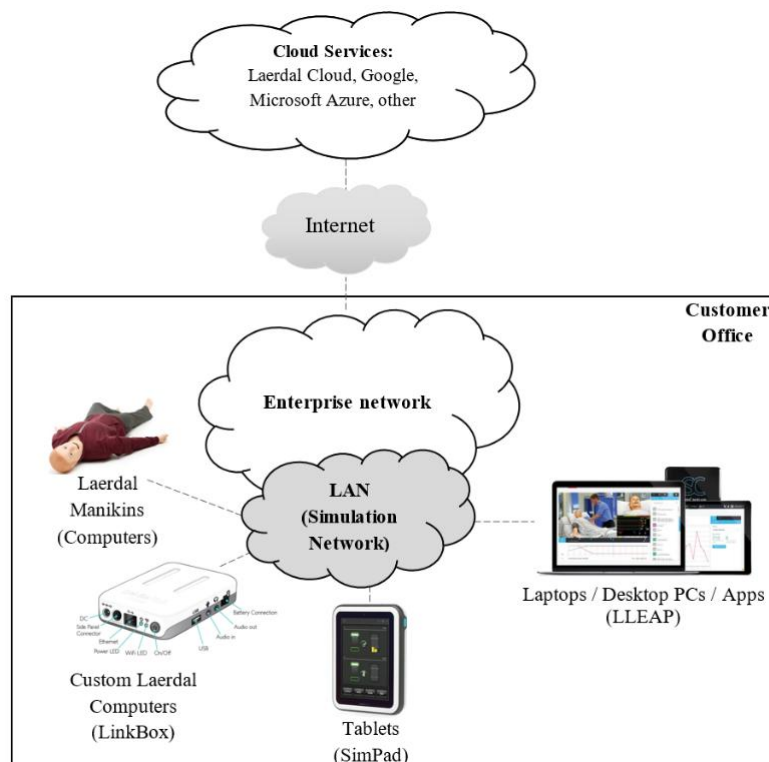 Cloud Services:
Laerdal Cloud, Google,
Microsoft Azure, other
Internet
Customer
Office
Enterprise network
LAN
(Simulation
Network)
Laerdal
Manikins
(Computers)
Laptops / Desktop PCs / Apps
(LLEAP)
DC
Side Panel
Connector
Ethernet
Power LED
Wifi LED
On/Off
USB
Audio in
Audio out
Battery Connection
Custom Laerdal
Computers
(LinkBox)
Tablets
(SimPad)